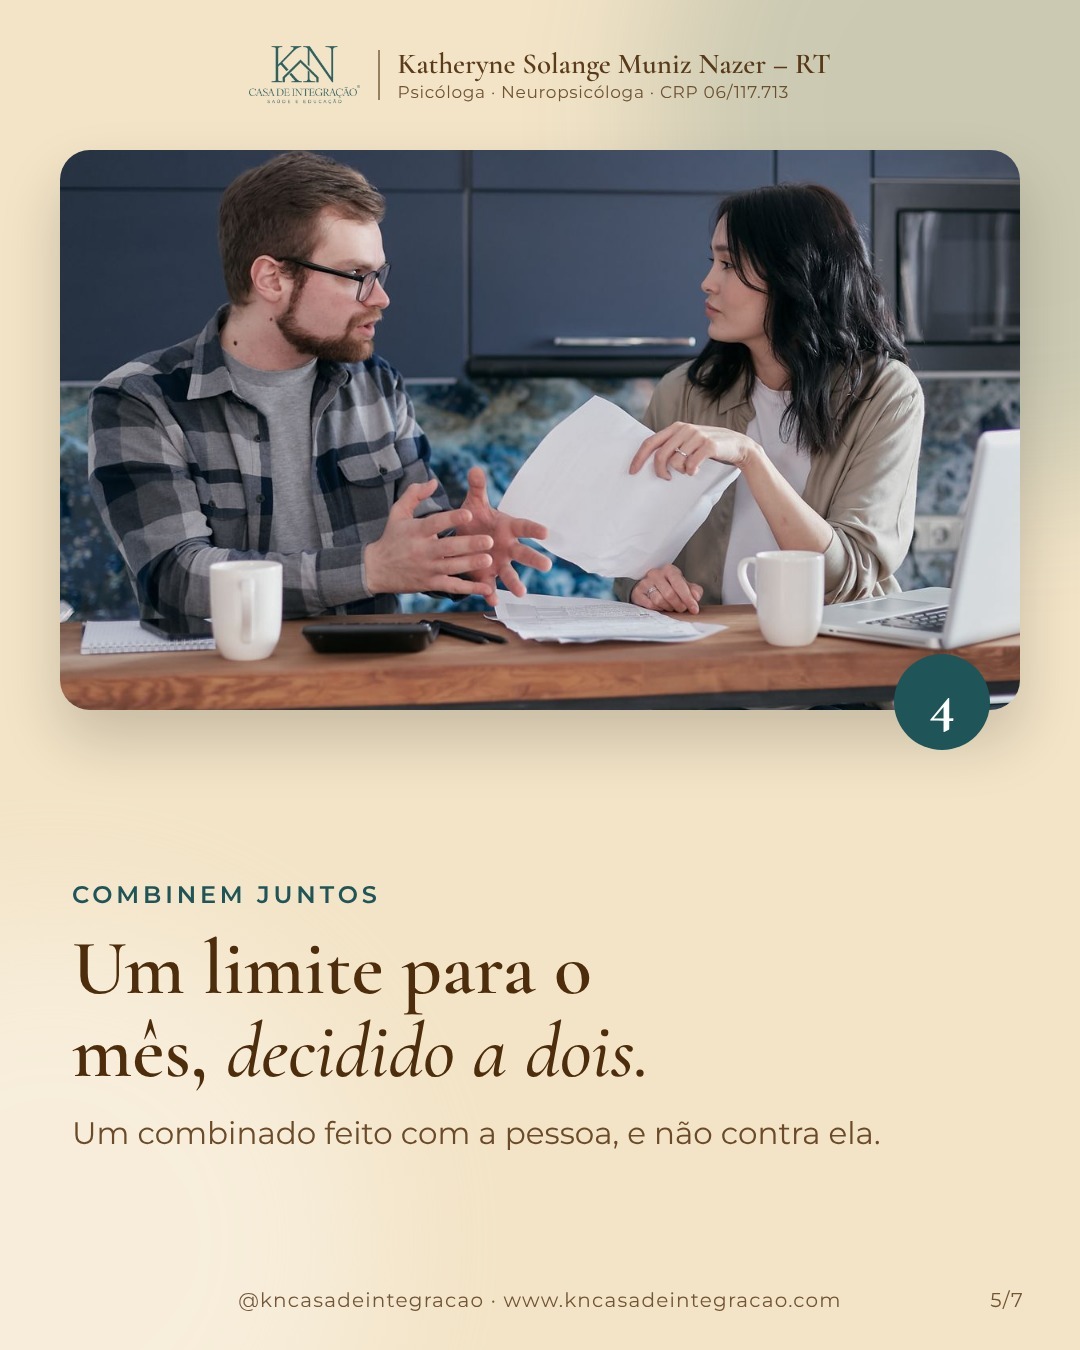 KN
CASA DE INTEGRAÇÃO
SAÚDE E EDUCAÇÃO
Katheryne Solange Muniz Nazer – RT
Psicóloga · Neuropsicóloga · CRP 06/117.713
4
COMBINEM JUNTOS
Um limite para o
mês, decidido a dois.
Um combinado feito com a pessoa, e não contra ela.
@kncasadeintegracao · www.kncasadeintegracao.com
5/7